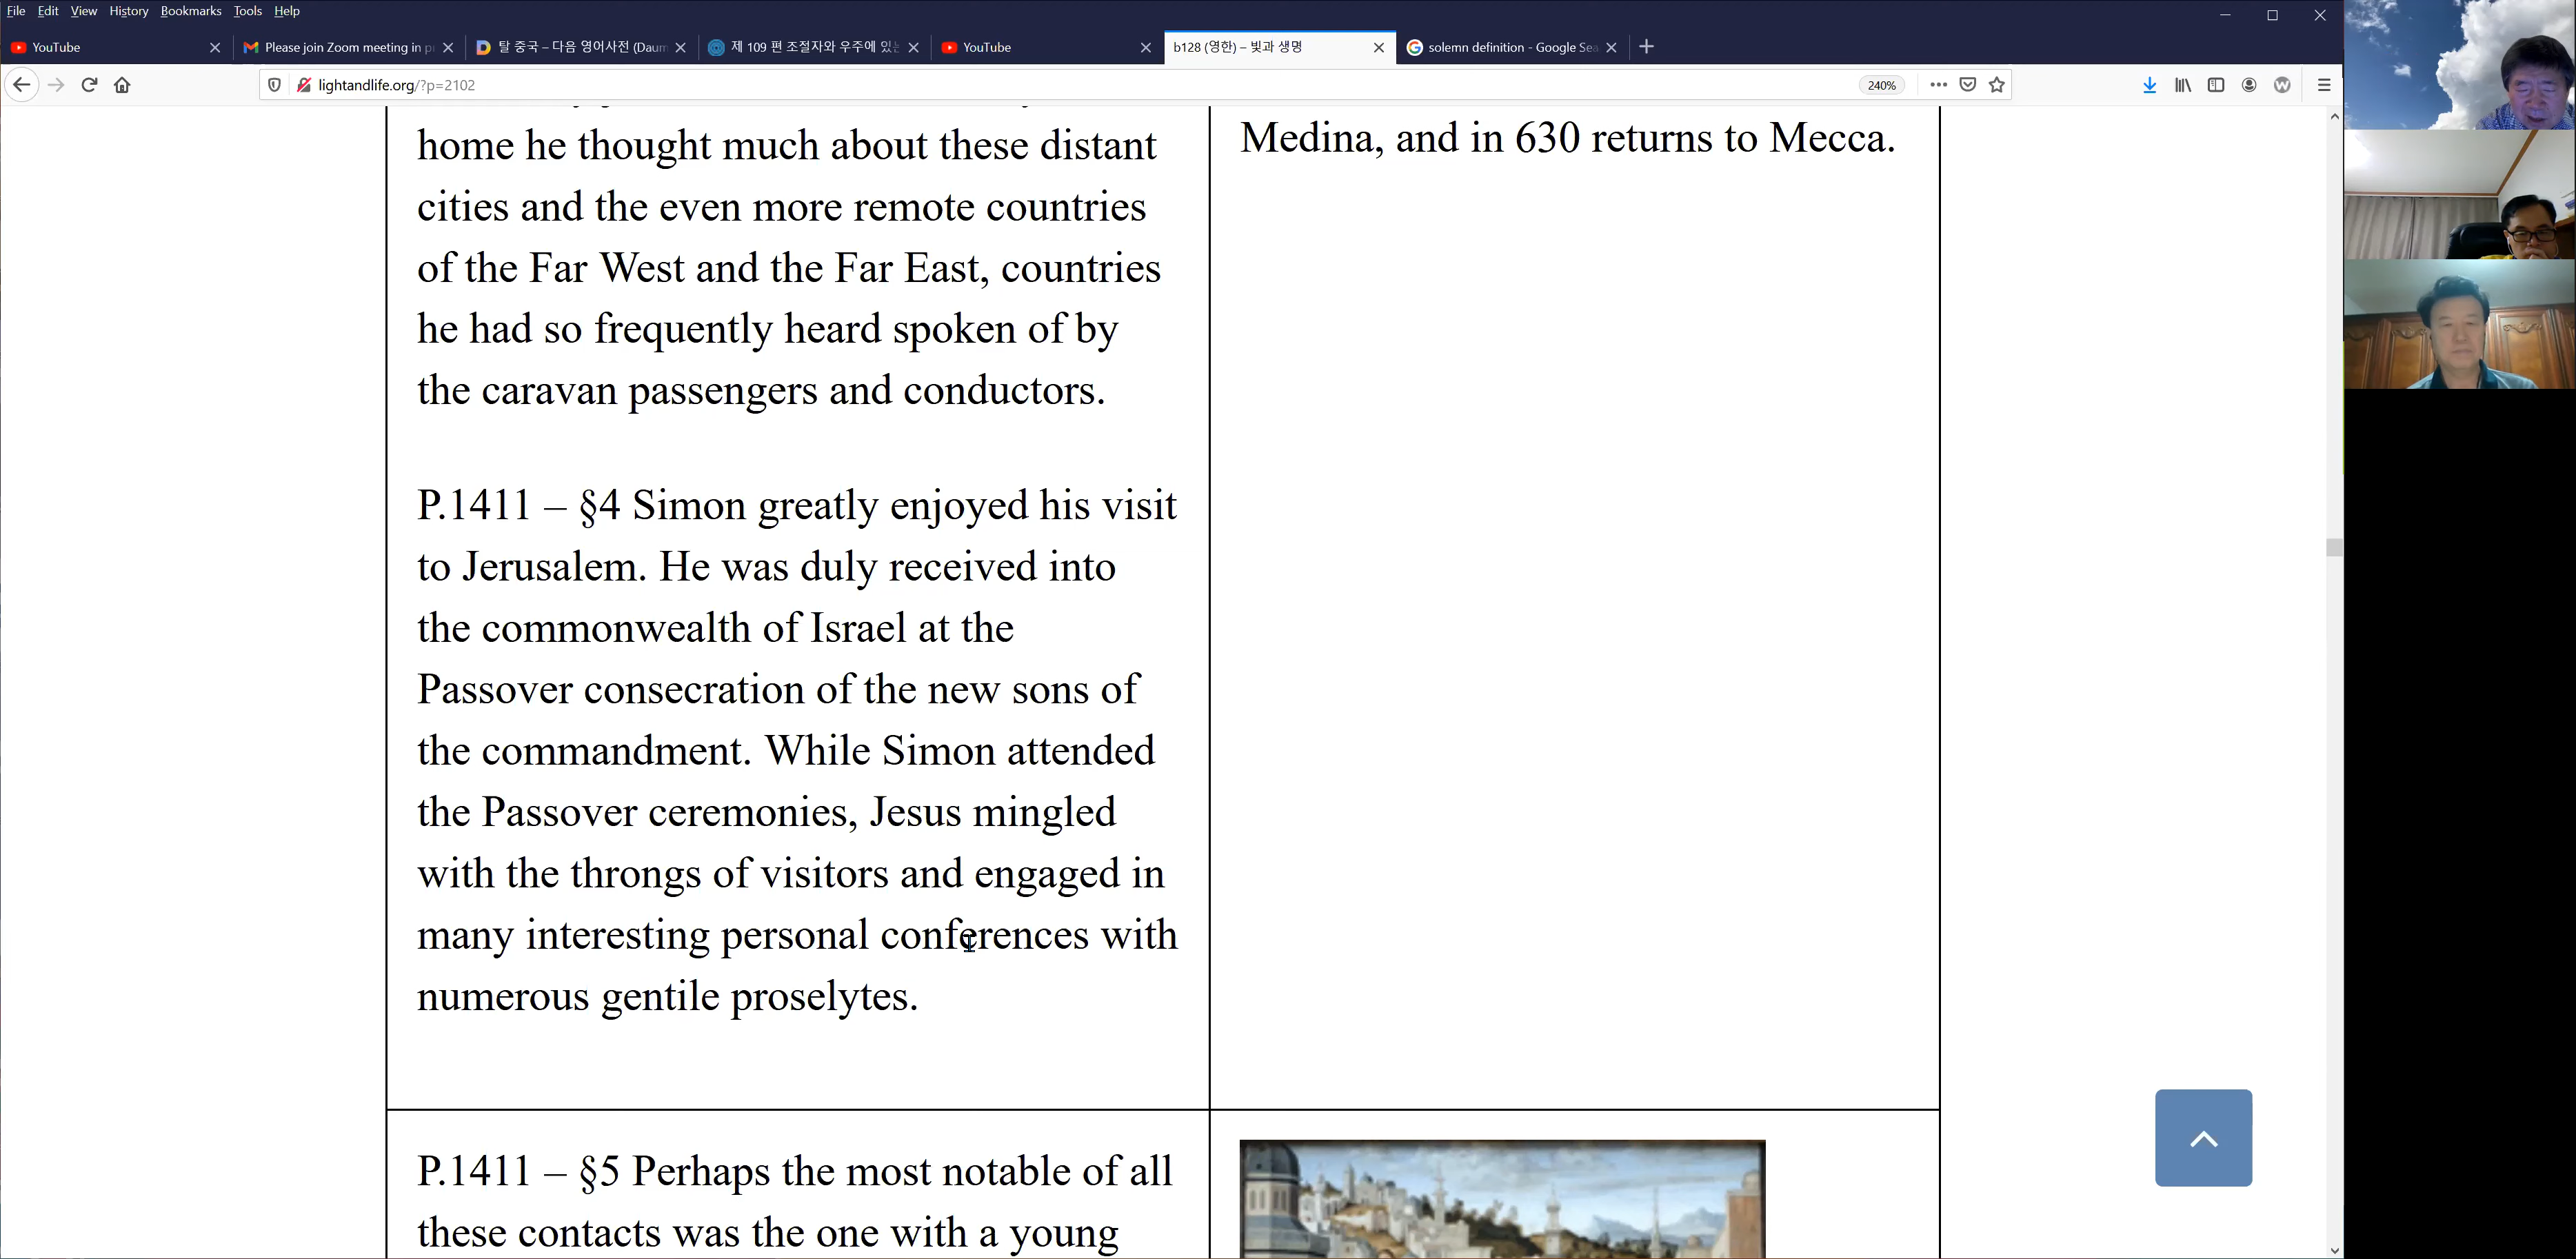 File Edit View History Bookmarks Tools Help
YouTube
Please join Zoom meeting in p
탈 중국 – 다음 영어사전 (Daum
제 109 편 조절자와 우주에 있는
YouTube
b128 (영한) – 빛과 생명
solemn definition - Google Sea
lightandlife.org/?p=2102
240%
home he thought much about these distant
cities and the even more remote countries
of the Far West and the Far East, countries
he had so frequently heard spoken of by
the caravan passengers and conductors.
P.1411 – §4 Simon greatly enjoyed his visit
to Jerusalem. He was duly received into
the commonwealth of Israel at the
Passover consecration of the new sons of
the commandment. While Simon attended
the Passover ceremonies, Jesus mingled
with the throngs of visitors and engaged in
many interesting personal conferences with
numerous gentile proselytes.
P.1411 – §5 Perhaps the most notable of all
these contacts was the one with a young
Medina, and in 630 returns to Mecca.